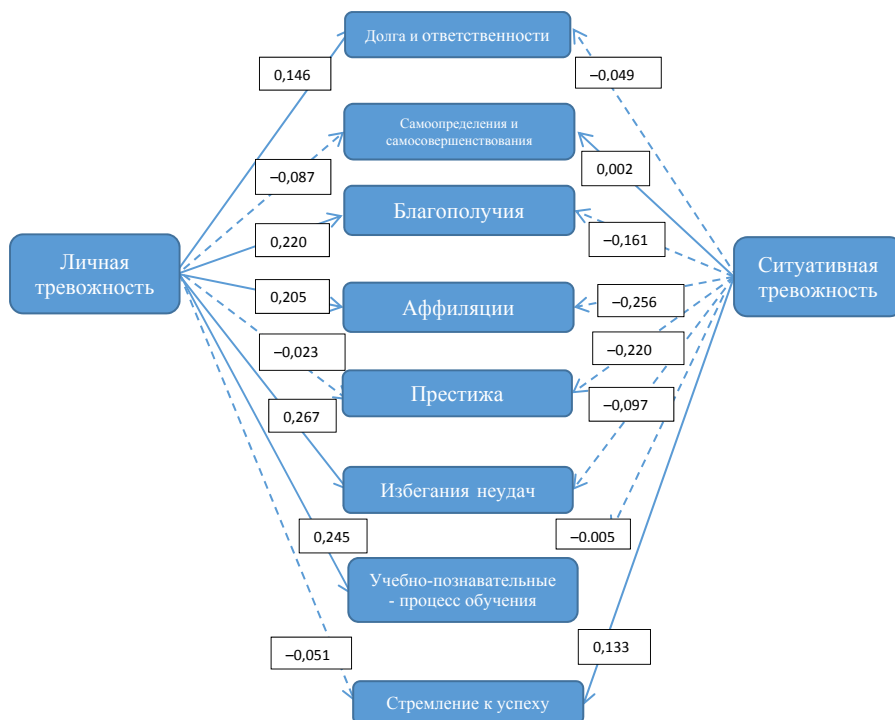 Долга и ответственности
0,146
–0,049
Самоопределения и
самосовершенствования
–0,087
0,002
Благополучия
0,220
–0,161
Личная
тревожность
Ситуативная
тревожность
Аффиляции
0,205
–0,256
–0,023
–0,220
Престижа
0,267
–0,097
Избегания неудач
0,245
–0.005
Учебно-познавательные
- процесс обучения
–0,051
0,133
Стремление к успеху